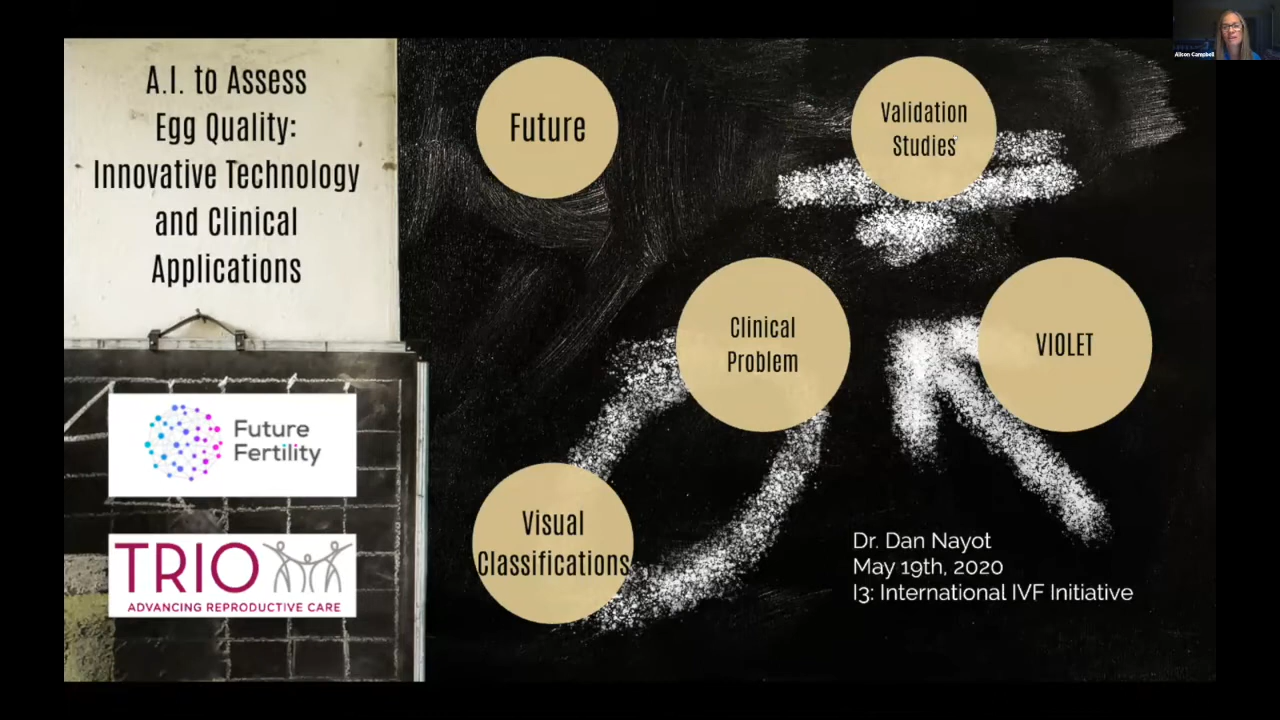 A.I. to Assess
Egg Quality:
Innovative Technology
and Clinical
Applications
Future
Fertility
TRIO
ADVANCING REPRODUCTIVE CARE
Future
Validation
Studies
Clinical
Problem
VIOLET
Visual
Classifications
Dr. Dan Nayot
May 19th, 2020
I3: International IVF Initiative
Alison Campbell